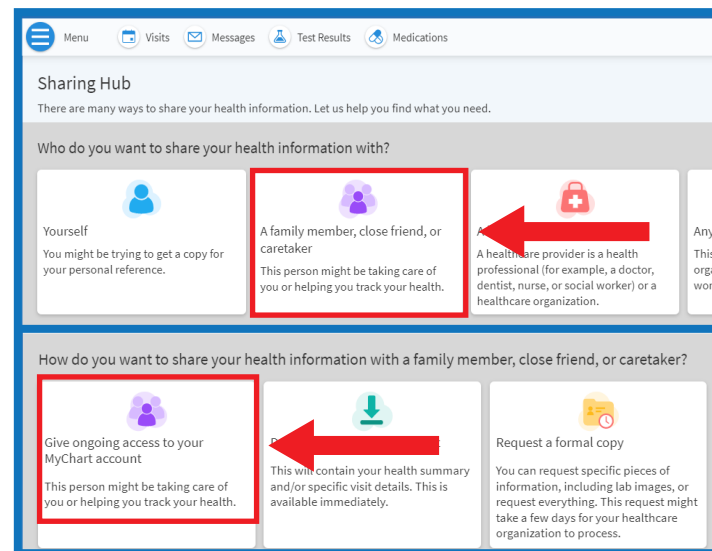 Menu Visits Messages Test Results Medications
Sharing Hub
There are many ways to share your health information. Let us help you find what you need.
Who do you want to share your health information with?
Yourself
You might be trying to get a copy for
your personal reference.
A family member, close friend, or
caretaker
This person might be taking care of
you or helping you track your health.
A healthcare provider is a health
professional (for example, a doctor,
dentist, nurse, or social worker) or a
healthcare organization.
How do you want to share your health information with a family member, close friend, or caretaker?
Give ongoing access to your
MyChart account
This person might be taking care of
you or helping you track your health.
This will contain your health summary
and/or specific visit details. This is
available immediately.
Request a formal copy
You can request specific pieces of
information, including lab images, or
request everything. This request might
take a few days for your healthcare
organization to process.